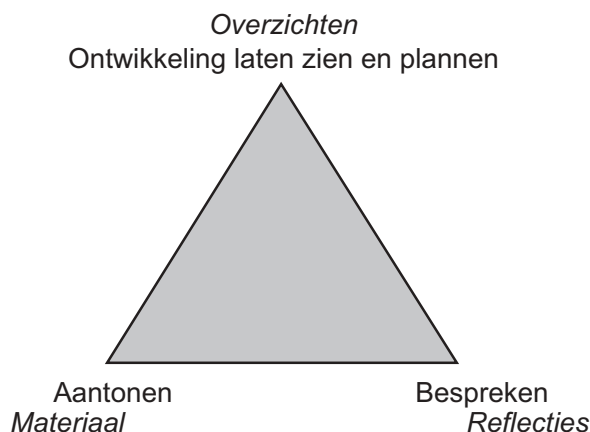 Overzichten
Ontwikkeling laten zien en plannen
Aantonen
Materiaal
Bespreken
Reflecties